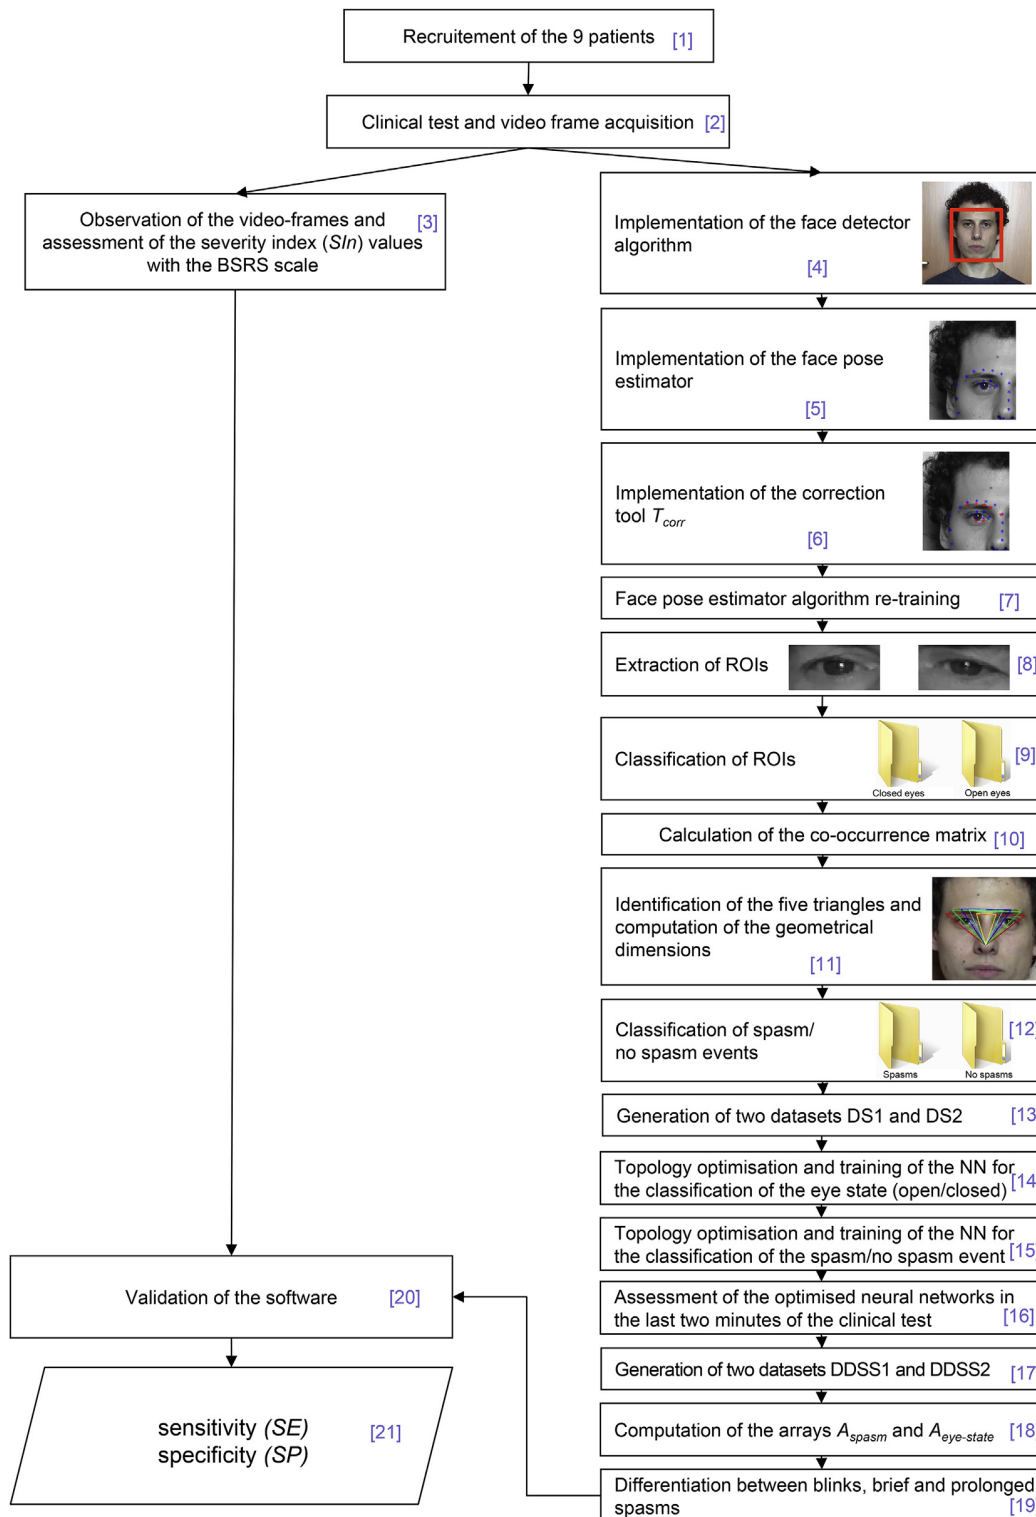 Recruitement of the 9 patients [1]
Clinical test and video frame acquisition [2]
Observation of the video-frames and [3]
assessment of the severity index (SIn) values
with the BSRS scale
Implementation of the face detector
algorithm
[4]
Implementation of the face pose
estimator
[5]
Implementation of the correction
tool Tcorr
[6]
Face pose estimator algorithm re-training [7]
Extraction of ROIs [8]
Classification of ROIs [9]
Closed eyes Open eyes
Calculation of the co-occurrence matrix [10]
Identification of the five triangles and
computation of the geometrical
dimensions
[11]
Classification of spasm/ [12]
no spasm events
Spasms No spasms
Generation of two datasets DS1 and DS2 [13
Topology optimisation and training of the NN for
the classification of the eye state (open/closed) [14
Topology optimisation and training of the NN for
the classification of the spasm/no spasm event [15]
Assessment of the optimised neural networks in
the last two minutes of the clinical test [16]
Generation of two datasets DDSS1 and DDSS2 [17]
Computation of the arrays Aspasm and Aeye-state [18]
Differentiation between blinks, brief and prolonged
spasms [19]
Validation of the software [20]
sensitivity (SE) [21]
specificity (SP)